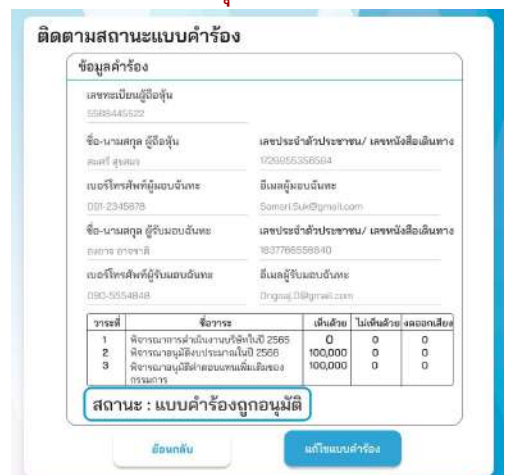 ติดตามสถานะแบบคำร้อง
ข้อมูลคำร้อง
เลขทะเบียนผู้ถือหุ้น
5588445522
ชื่อ-นามสกุล ผู้ถือหุ้น เลขประจำตัวประชาชน/ เลขหนังสือเดินทาง
สมศรี
เบอร์โทรศัพท์ผู้มอบฉันทะ อีเมลผู้มอบฉันทะ
091-2345678 Somsri.Suk@gmail.com
ชื่อ-นามสกุล ผู้รับมอบฉันทะ เลขประจำตัวประชาชน/ เลขหนังสือเดินทาง
เบอร์โทรศัพท์ผู้รับมอบฉันทะ อีเมลผู้รับมอบฉันทะ
090-5554848
วาระที่ ชื่อวาระ เห็นด้วย ไม่เห็นด้วย งดออกเสียง
1 พิจารณาการดำเนินงานบริษัทในปี 2565 0 0 0
2 พิจารณาอนุมัติงบประมาณในปี 2566 100,000 0 0
3 พิจารณาอนุมัติค่าตอบแทนเพิ่มเติมของ 100,000 0 0
กรรมการ
สถานะ : แบบคำร้องถูกอนุมัติ
ย้อนกลับ แก้ไขแบบคำร้อง